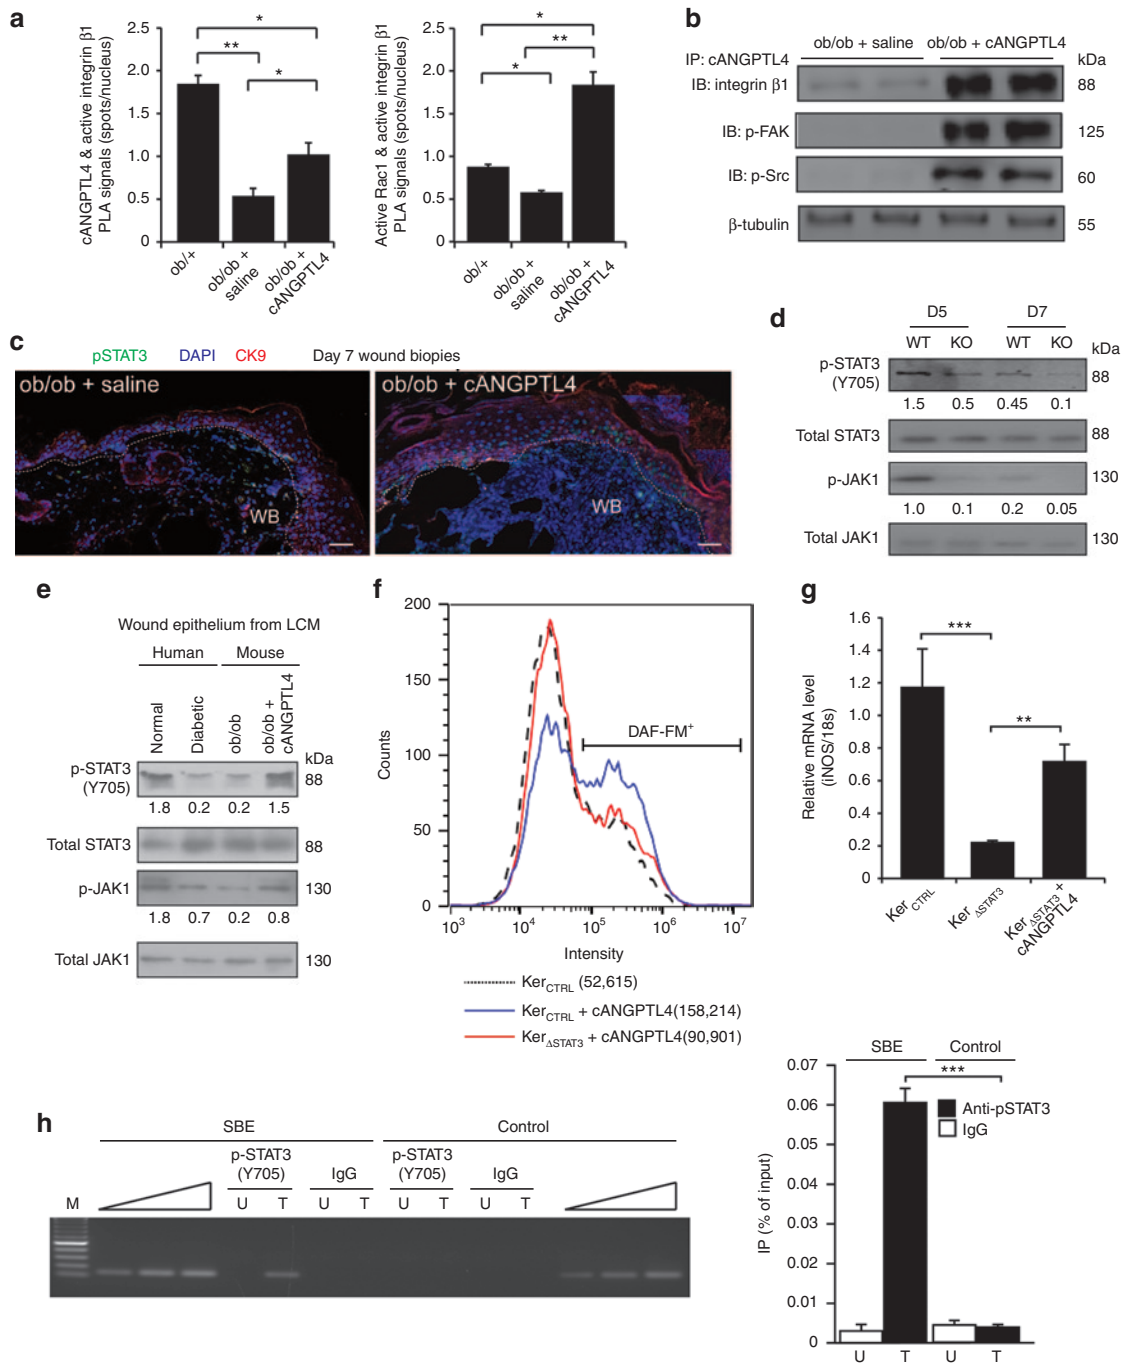 a
cANGPTL4 & active integrin β1
PLA signals (spots/nucleus)
2.5
2.0
1.5
1.0
0.5
0
*
**
*
ob/+
ob/ob +
saline
ob/ob +
cANGPTL4
Active Rac1 & active integrin β1
PLA signals (spots/nucleus)
2.5
2.0
1.5
1.0
0.5
0
*
**
*
ob/+
ob/ob +
saline
ob/ob +
cANGPTL4
b
ob/ob + saline ob/ob + cANGPTL4
IP: cANGPTL4 kDa
IB: integrin β1 88
IB: p-FAK 125
IB: p-Src 60
β-tubulin 55
c
pSTAT3 DAPI CK9 Day 7 wound biopies
ob/ob + saline
WB
ob/ob + cANGPTL4
WB
d
D5 D7
WT KO WT KO kDa
p-STAT3
(Y705) 88
1.5 0.5 0.45 0.1
Total STAT3 88
p-JAK1 130
1.0 0.1 0.2 0.05
Total JAK1 130
e
Wound epithelium from LCM
Human Mouse
Normal
Diabetic
ob/ob
ob/ob +
cANGPTL4
kDa
p-STAT3
(Y705) 88
1.8 0.2 0.2 1.5
Total STAT3 88
p-JAK1 130
1.8 0.7 0.2 0.8
Total JAK1 130
f
Counts
200
150
100
50
0
DAF-FM+
10³ 10⁴ 10⁵ 10⁶ 10⁷
Intensity
KerCTRL (52,615)
KerCTRL + cANGPTL4(158,214)
KerΔSTAT3 + cANGPTL4(90,901)
g
Relative mRNA level
(iNOS/18s)
1.6
1.4
1.2
1.0
0.8
0.6
0.4
0.2
0
***
**
KerCTRL
KerΔSTAT3
KerΔSTAT3 +
cANGPTL4
h
SBE Control
p-STAT3
(Y705) IgG p-STAT3
(Y705) IgG
M U T U T U T U T
SBE Control
***
Anti-pSTAT3
IgG
IP (% of input)
0.07
0.06
0.05
0.04
0.03
0.02
0.01
0
U T U T